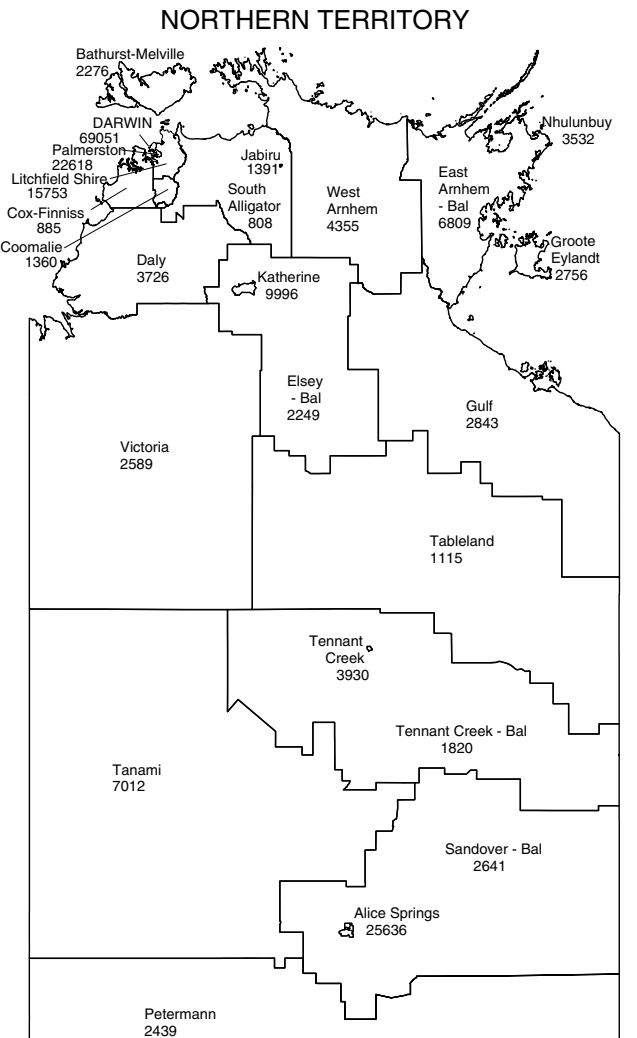 NORTHERN TERRITORY
Bathurst-Melville
2276
DARWIN
69051
Palmerston
22618
Litchfield Shire
15753
Cox-Finniss
885
Coomalie
1360
Jabiru
1391
South
Alligator
808
West
Arnhem
4355
East
Arnhem
- Bal
6809
Nhulunbuy
3532
Groote
Eylandt
2756
Daly
3726
Katherine
9996
Elsey
- Bal
2249
Gulf
2843
Victoria
2589
Tableland
1115
Tennant
Creek
3930
Tennant Creek - Bal
1820
Tanami
7012
Sandover - Bal
2641
Alice Springs
25636
Petermann
2439